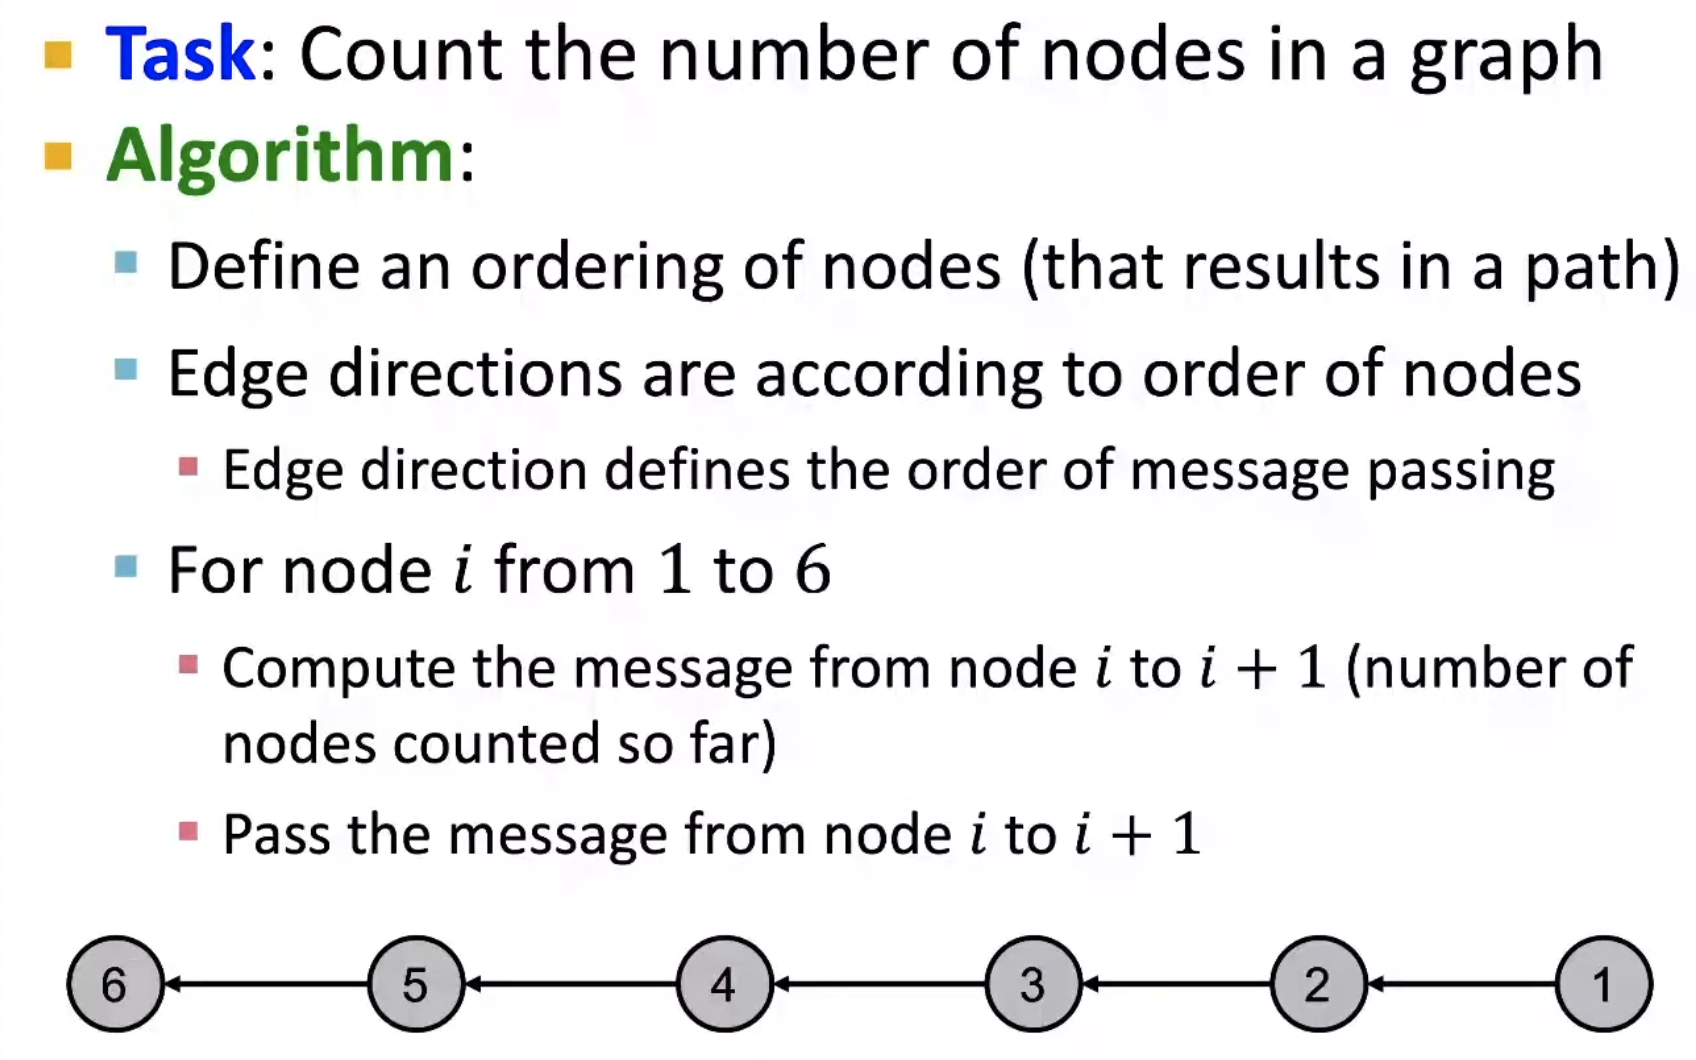 Task: Count the number of nodes in a graph
Algorithm:
Define an ordering of nodes (that results in a path)
Edge directions are according to order of nodes
Edge direction defines the order of message passing
For node i from 1 to 6
Compute the message from node i to i + 1 (number of
nodes counted so far)
Pass the message from node i to i + 1
6 5 4 3 2 1